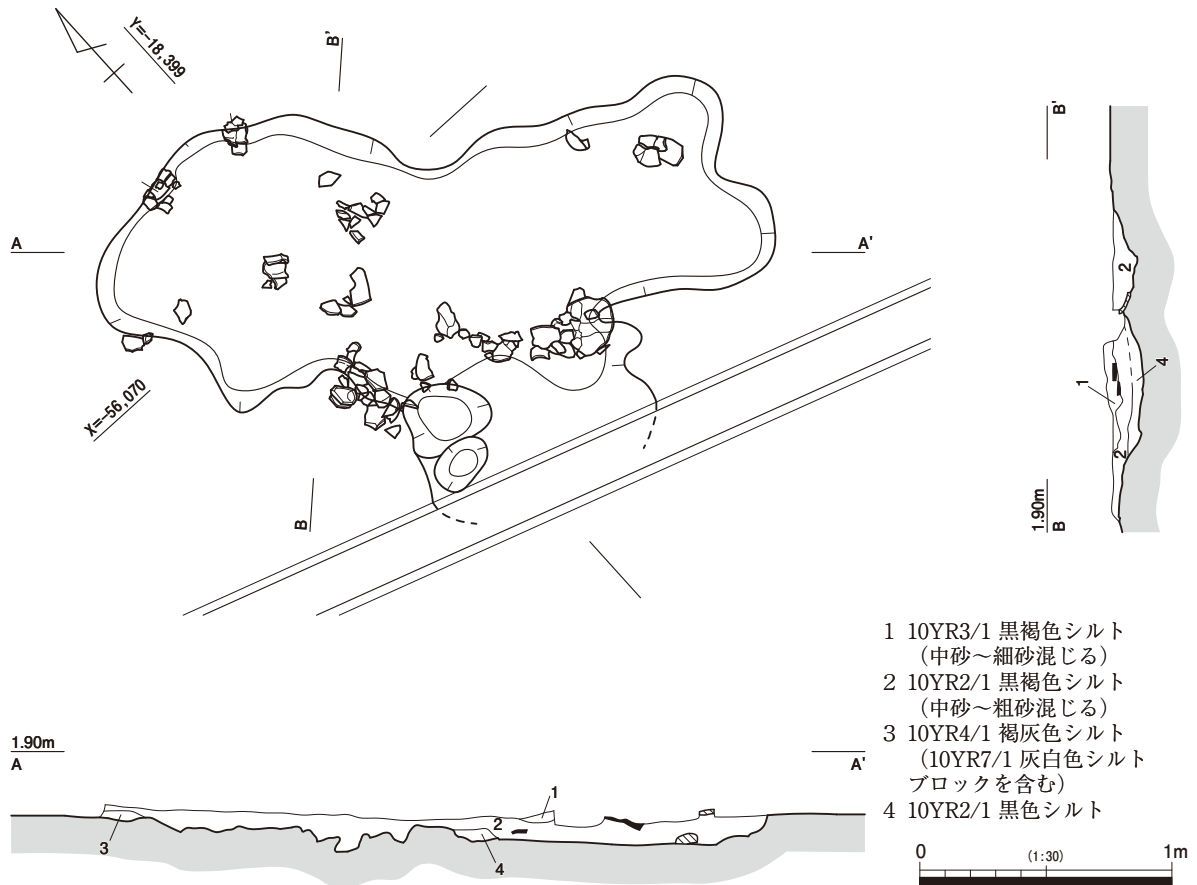 Y=-18,399
B'
A
A'
X=-56,070
B
B'
2
4
1
2
1.90m
B
1.90m
A
A'
1
2
3
4
1 10YR3/1 黒褐色シルト
（中砂～細砂混じる）
2 10YR2/1 黒褐色シルト
（中砂～粗砂混じる）
3 10YR4/1 褐灰色シルト
（10YR7/1 灰白色シルト
ブロックを含む）
4 10YR2/1 黒色シルト
0 (1:30) 1m